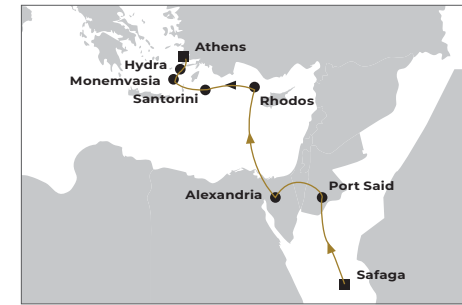 Athens
Hydra
Monemvasia
Santorini
Rhodos
Alexandria
Port Said
Safaga